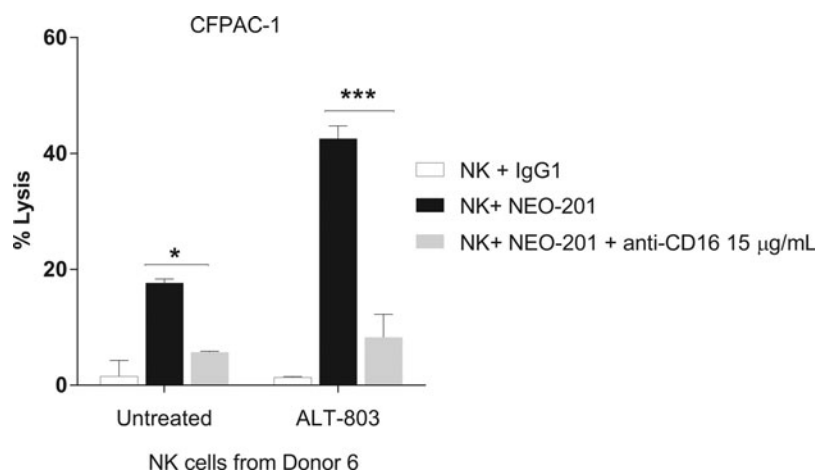 CFPAC-1
60
40
20
0
% Lysis
*
***
NK + IgG1
NK+ NEO-201
NK+ NEO-201 + anti-CD16 15 μg/mL
Untreated
ALT-803
NK cells from Donor 6